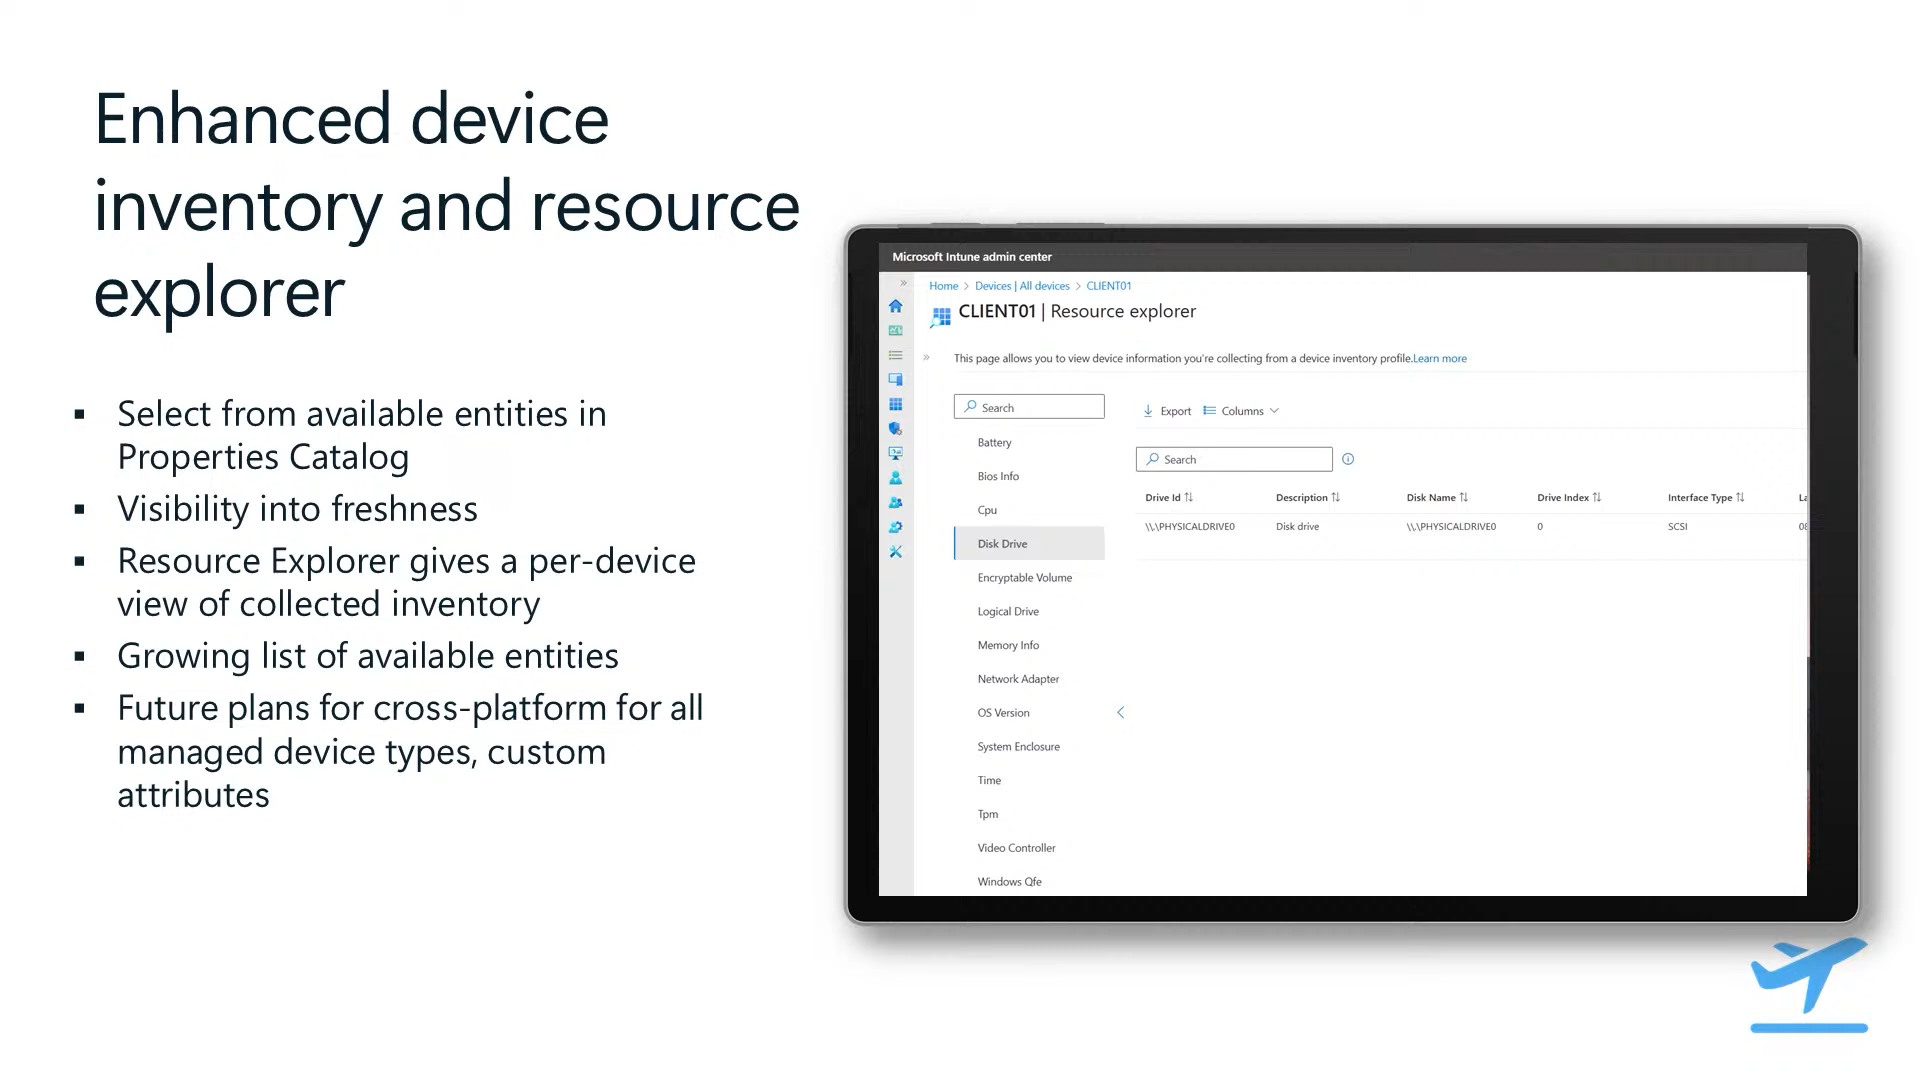 Enhanced device
inventory and resource
explorer
▪ Select from available entities in
Properties Catalog
▪ Visibility into freshness
▪ Resource Explorer gives a per-device
view of collected inventory
▪ Growing list of available entities
▪ Future plans for cross-platform for all
managed device types, custom
attributes
Microsoft Intune admin center
Home > Devices | All devices > CLIENT01
CLIENT01 | Resource explorer
This page allows you to view device information you're collecting from a device inventory profile.Learn more
Search
Battery
Bios Info
Cpu
Disk Drive
Encryptable Volume
Logical Drive
Memory Info
Network Adapter
OS Version
System Enclosure
Time
Tpm
Video Controller
Windows Qfe
Export Columns
Search
Drive Id Description Disk Name Drive Index Interface Type La
\\.\PHYSICALDRIVE0 Disk drive \\.\PHYSICALDRIVE0 0 SCSI 08